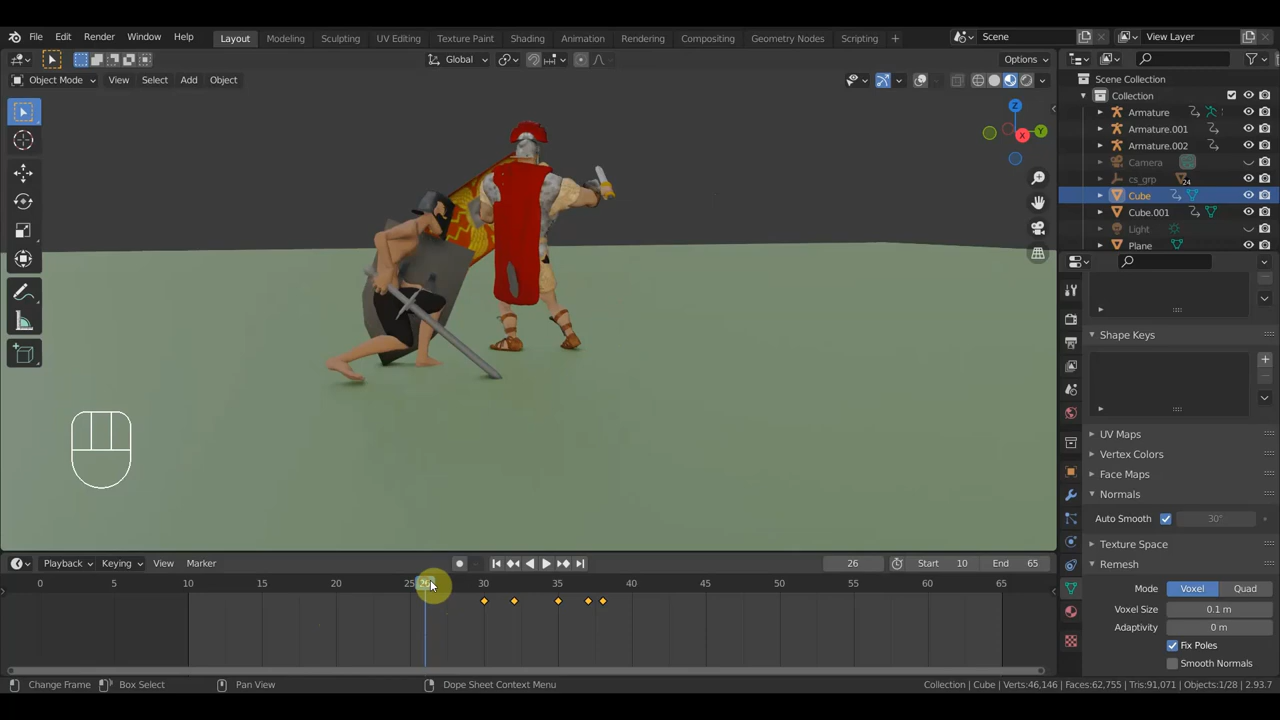 File Edit Render Window Help Layout Modeling Sculpting UV Editing Texture Paint Shading Animation Rendering Compositing Geometry Nodes Scripting + Scene View Layer
Global Options
Object Mode View Select Add Object
Scene Collection
Collection
Armature
Armature.001
Armature.002
Camera
cs_grp 24
Cube
Cube.001
Light
Plane
Z
Y
X
Shape Keys
UV Maps
Vertex Colors
Face Maps
Normals
Auto Smooth 30°
Texture Space
Remesh
Mode Voxel Quad
Voxel Size 0.1 m
Adaptivity 0 m
Fix Poles
Smooth Normals
Playback Keying View Marker 26 Start 10 End 65
0 5 10 15 20 25 26 30 35 40 45 50 55 60 65
Change Frame Box Select Pan View Dope Sheet Context Menu Collection | Cube | Verts:46,146 | Faces:62,755 | Tris:91,071 | Objects:1/28 | 2.93.7